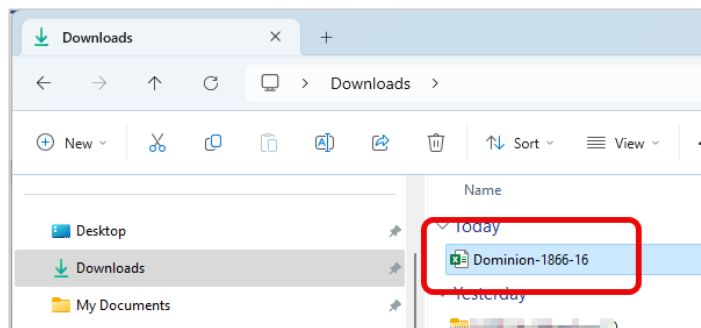 Downloads
Downloads
New
Sort
View
Name
Today
Desktop
Dominion-1866-16
Downloads
Yesterday
My Documents